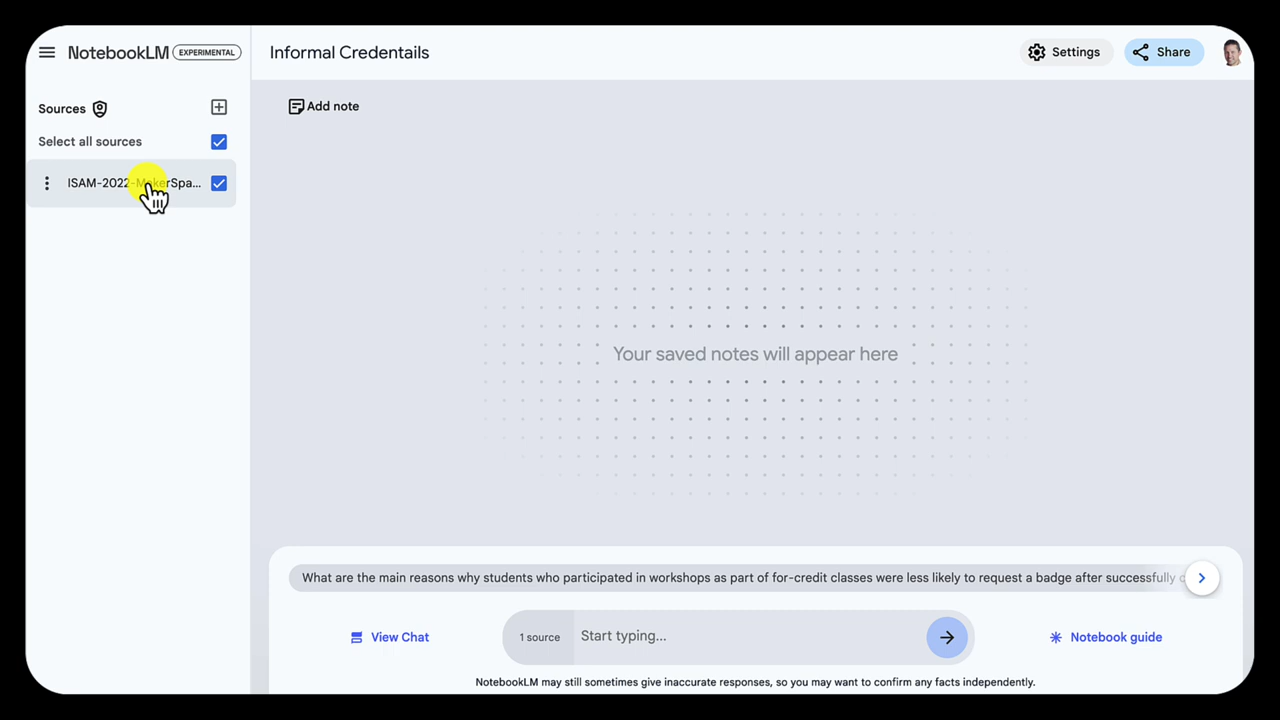 NotebookLM EXPERIMENTAL
Informal Credentails
Settings
Share
Sources
Select all sources
ISAM-2022-MakerSpa...
Add note
Your saved notes will appear here
What are the main reasons why students who participated in workshops as part of for-credit classes were less likely to request a badge after successfully
View Chat
1 source
Start typing...
Notebook guide
NotebookLM may still sometimes give inaccurate responses, so you may want to confirm any facts independently.